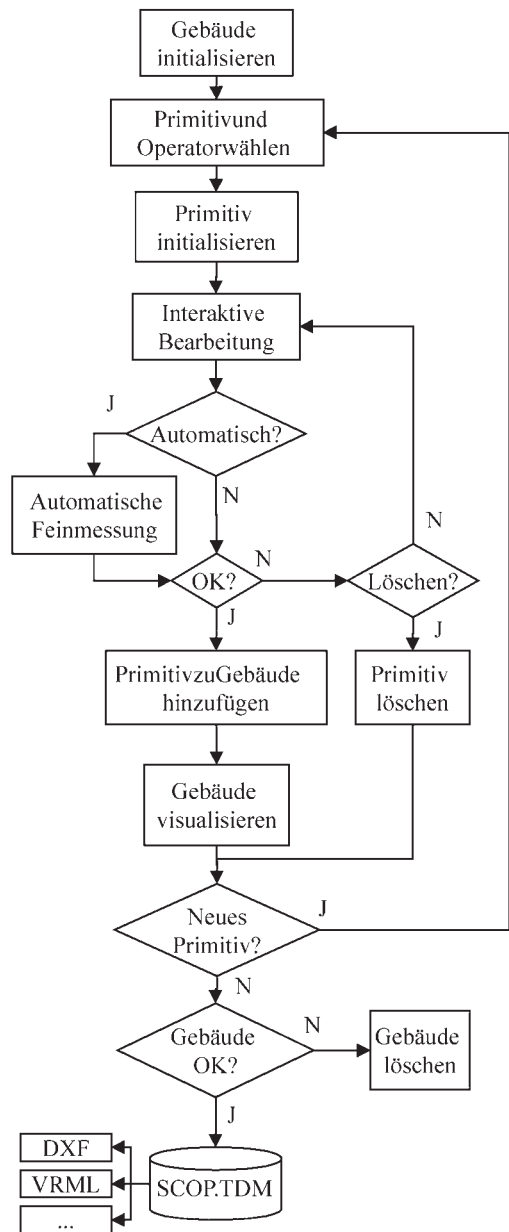 Gebäude
initialisieren
Primitivund
Operatorwählen
Primitiv
initialisieren
Interaktive
Bearbeitung
J
Automatisch?
Automatische
Feinmessung
N
N
OK?
N
Löschen?
J
J
PrimitivzuGebäude
hinzufügen
Primitiv
löschen
Gebäude
visualisieren
Neues
Primitiv?
J
N
Gebäude
OK?
N
Gebäude
löschen
J
DXF
VRML
...
SCOP.TDM